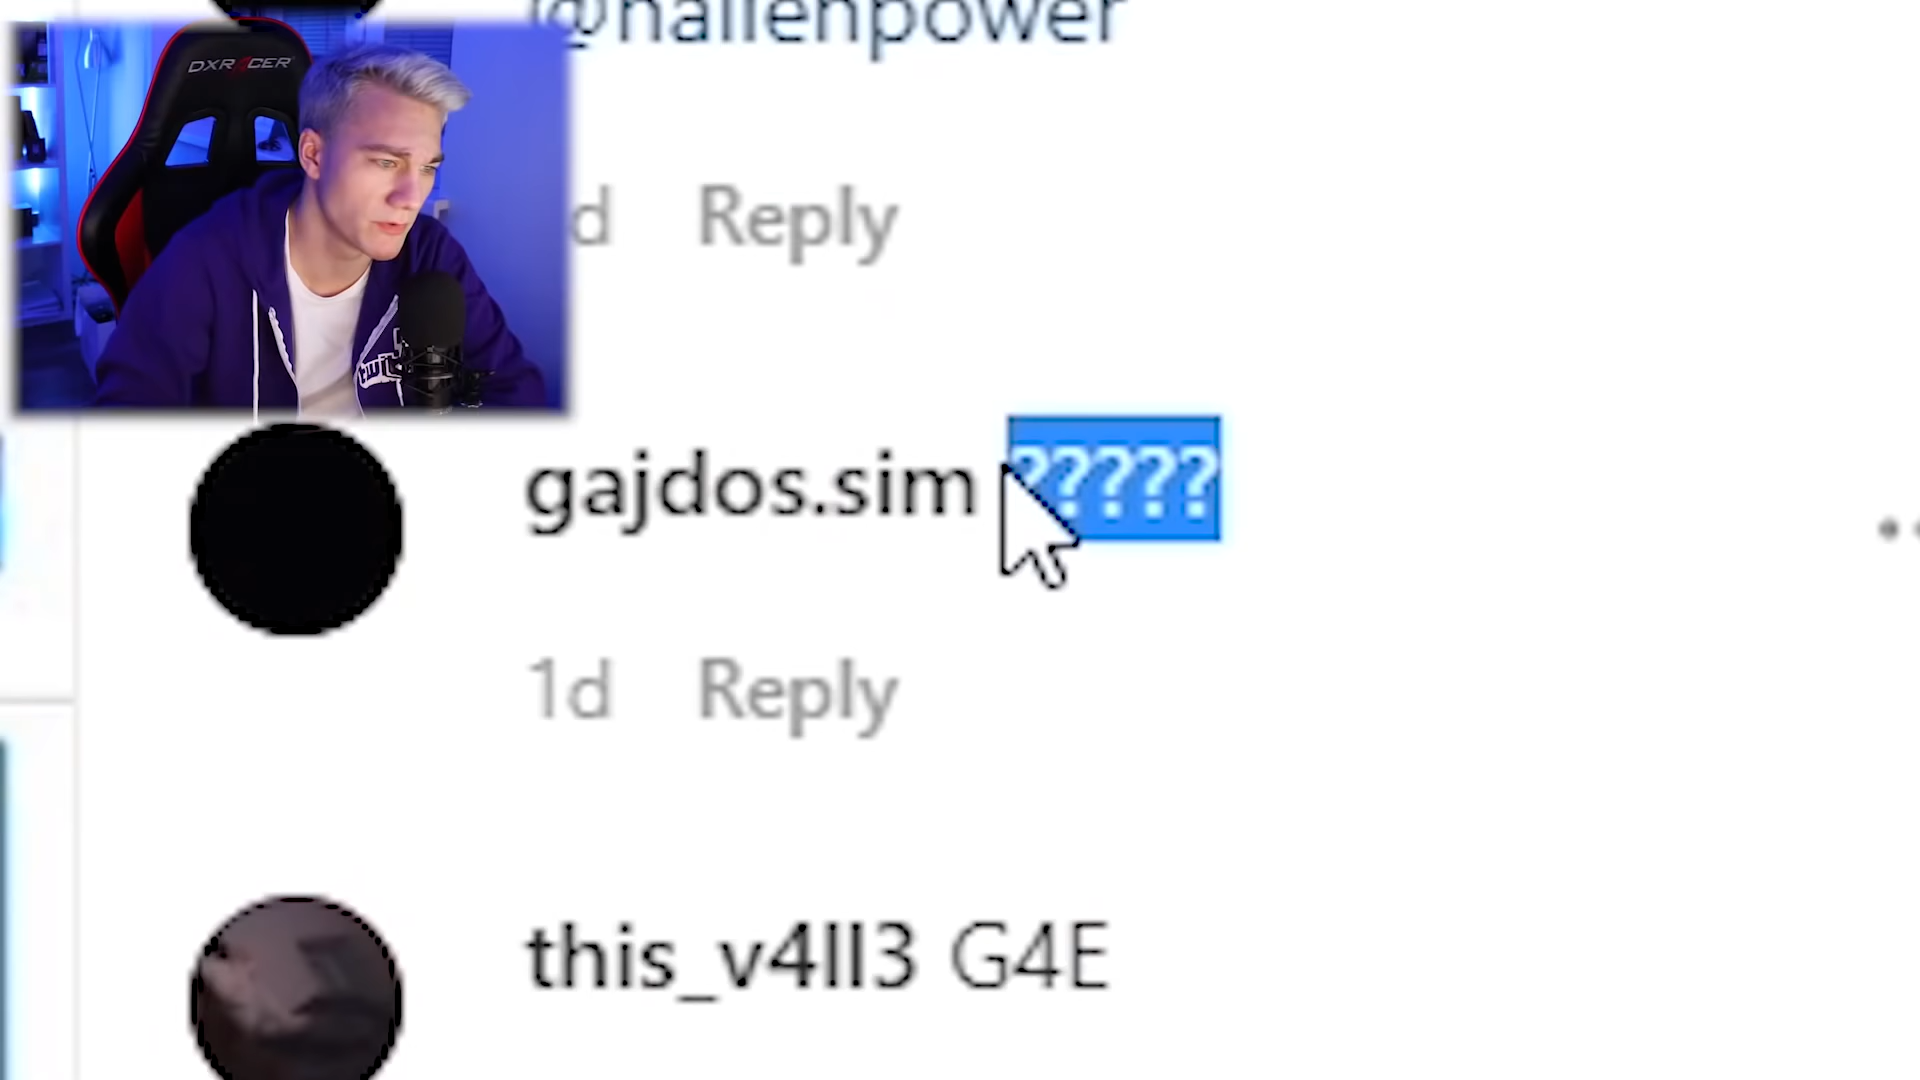 @hallenpower
DXRACER
d Reply
gajdos.sim ?????
1d Reply
this_v4ll3 G4E